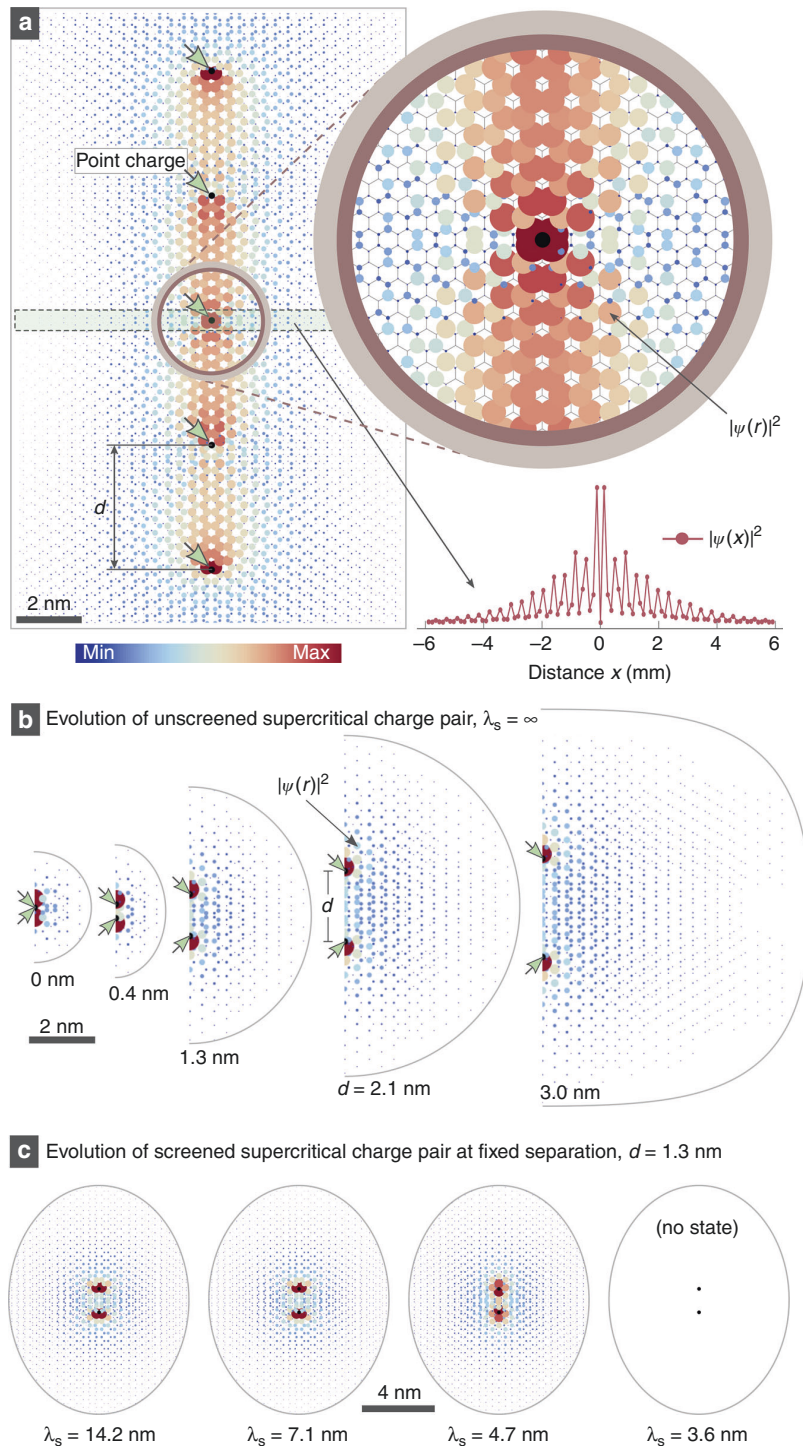 a
Point charge
d
2 nm
Min Max
|ψ(r)|²
|ψ(x)|²
−6 −4 −2 0 2 4 6
Distance x (mm)
b Evolution of unscreened supercritical charge pair, λs = ∞
|ψ(r)|²
d
0 nm
0.4 nm
1.3 nm
d = 2.1 nm
3.0 nm
2 nm
c Evolution of screened supercritical charge pair at fixed separation, d = 1.3 nm
(no state)
4 nm
λs = 14.2 nm λs = 7.1 nm λs = 4.7 nm λs = 3.6 nm